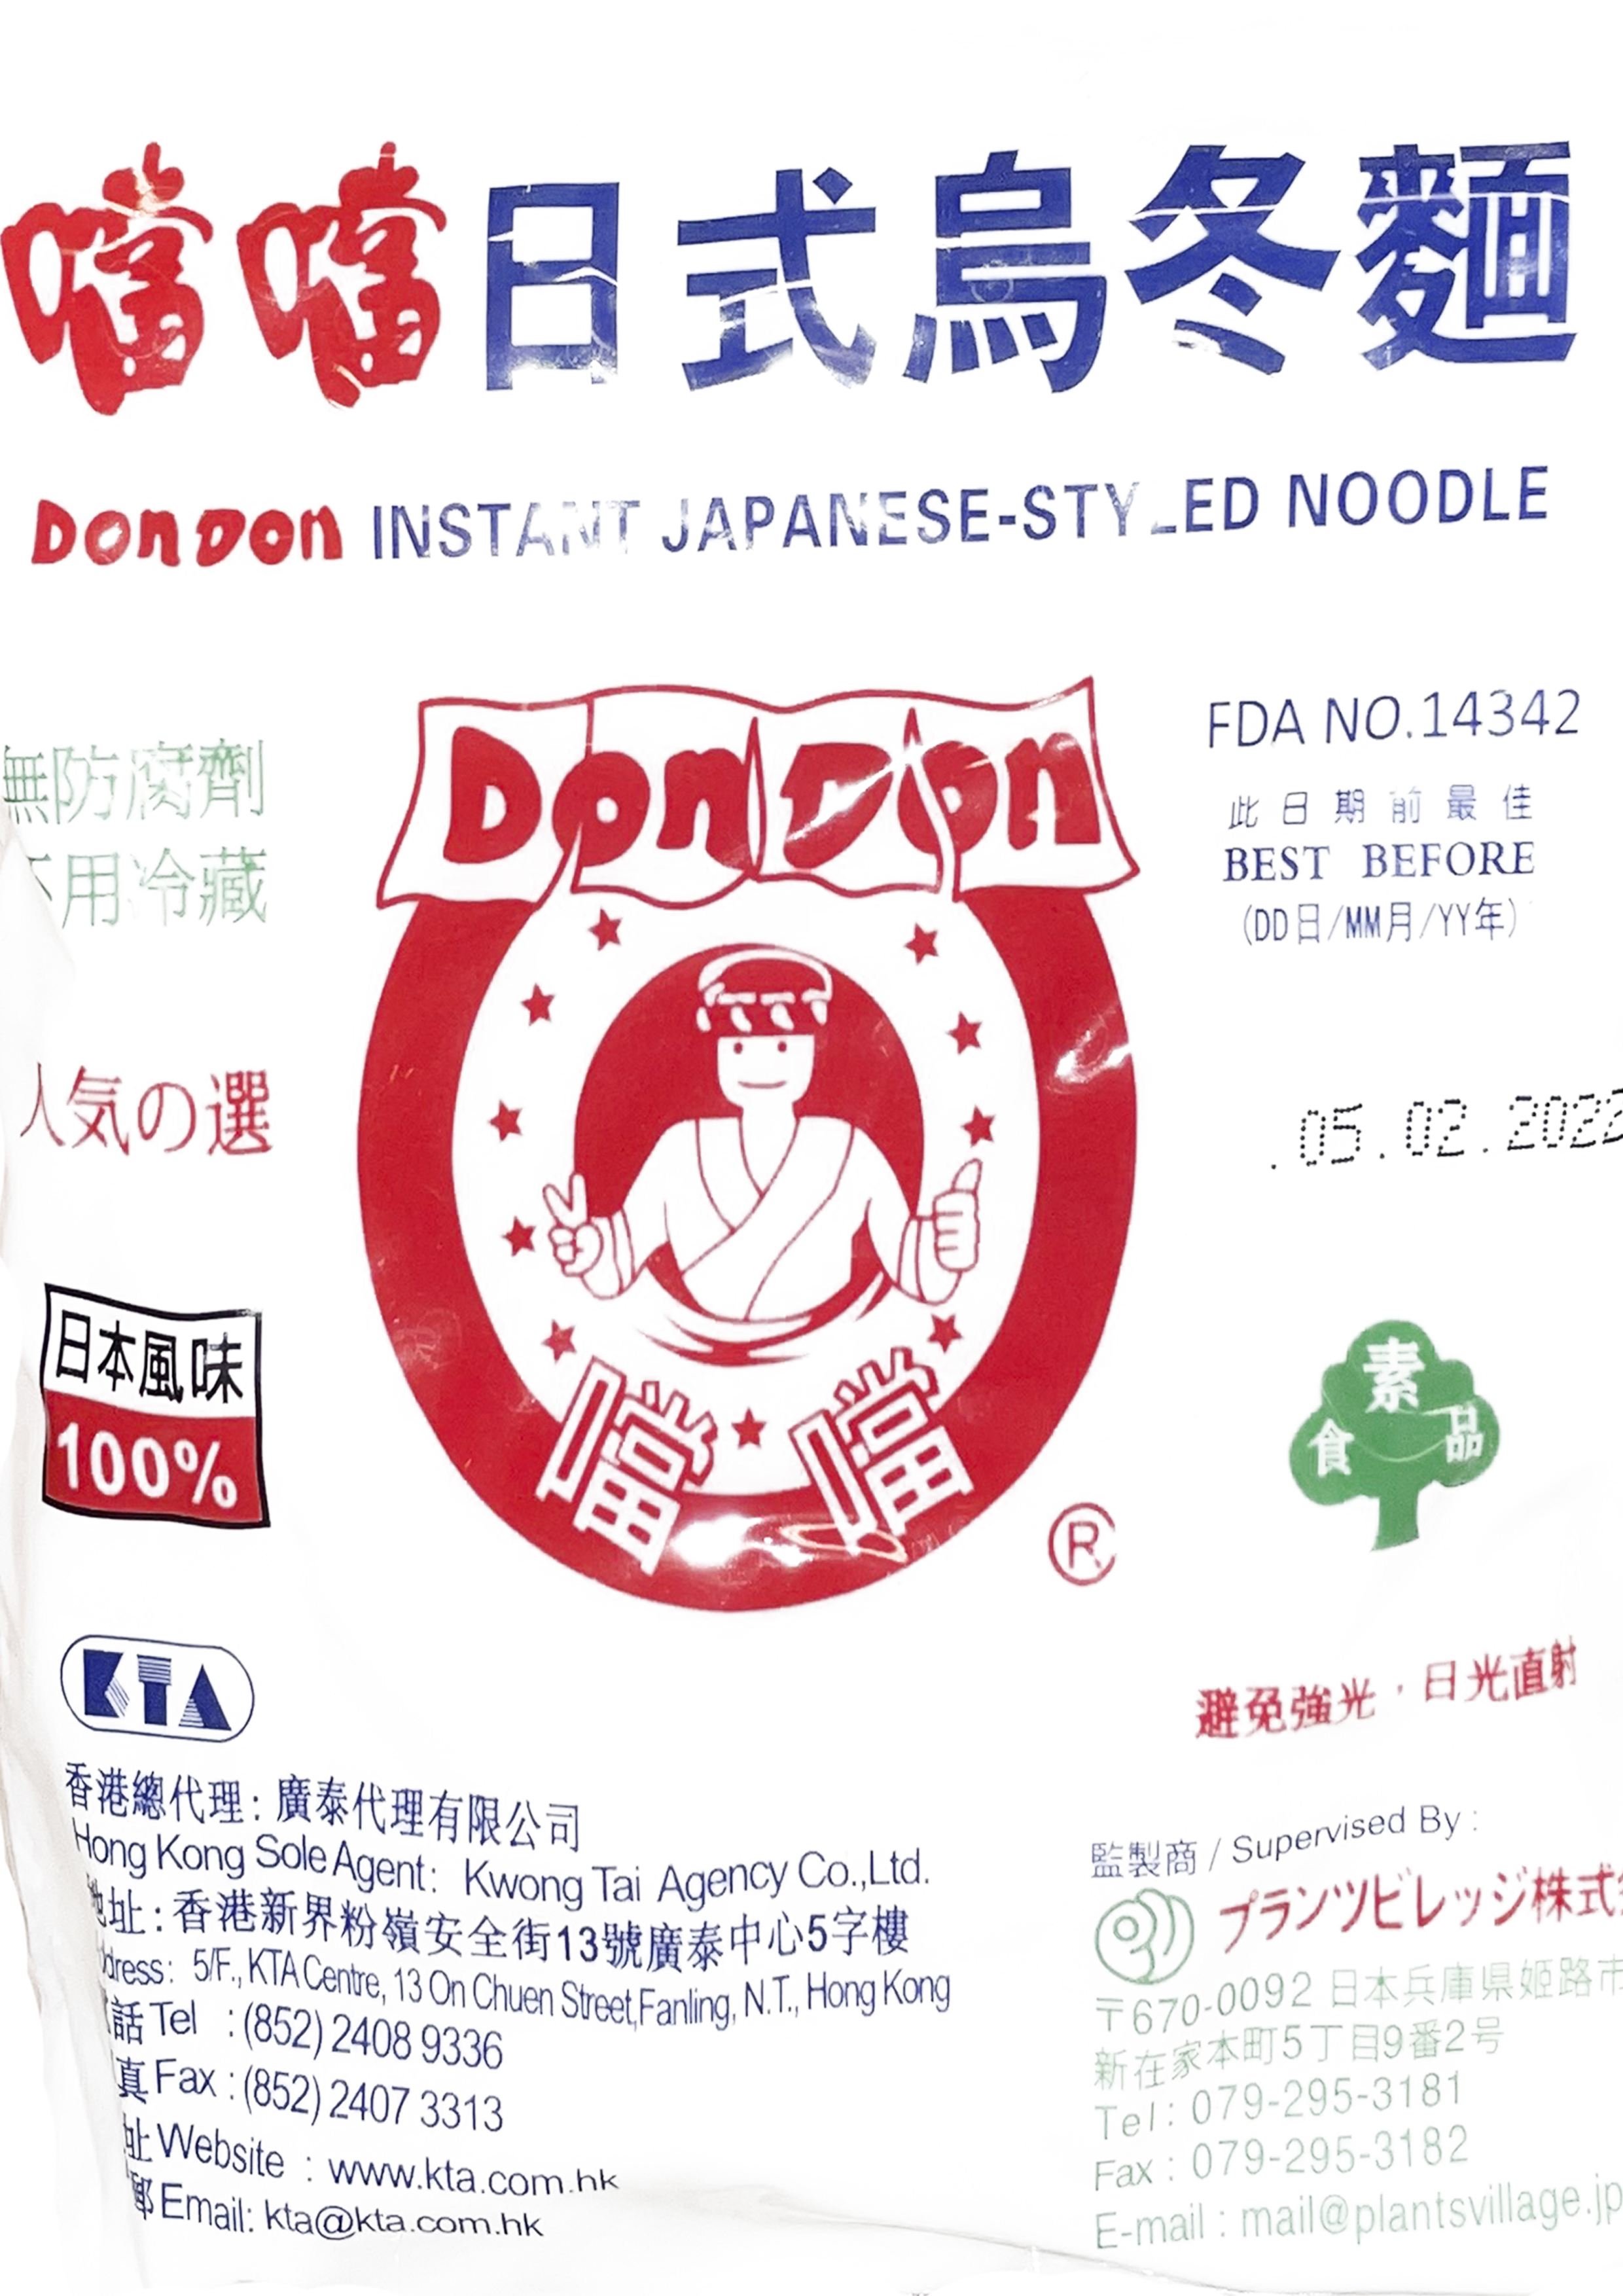 噹噹日式烏冬麵
DonDon INSTANT JAPANESE-STYLED NOODLE
無防腐劑
不用冷藏
人気の選
日本風味
100%
DonDon
噹噹
®
FDA NO.14342
此日期前最佳
BEST BEFORE
(DD日/MM月/YY年)
.05.02.2022
素
食品
避免強光,日光直射
KTA
香港總代理:廣泰代理有限公司
Hong Kong Sole Agent: Kwong Tai Agency Co.,Ltd.
地址:香港新界粉嶺安全街13號廣泰中心5字樓
Address: 5/F., KTA Centre, 13 On Chuen Street,Fanling, N.T., Hong Kong
話 Tel :(852) 2408 9336
真 Fax :(852) 2407 3313
址 Website : www.kta.com.hk
郵 Email: kta@kta.com.hk
監製商 / Supervised By :
プランツビレッジ株式
〒670-0092 日本兵庫県姫路市
新在家本町5丁目9番2号
Tel : 079-295-3181
Fax : 079-295-3182
E-mail : mail@plantsvillage.jp